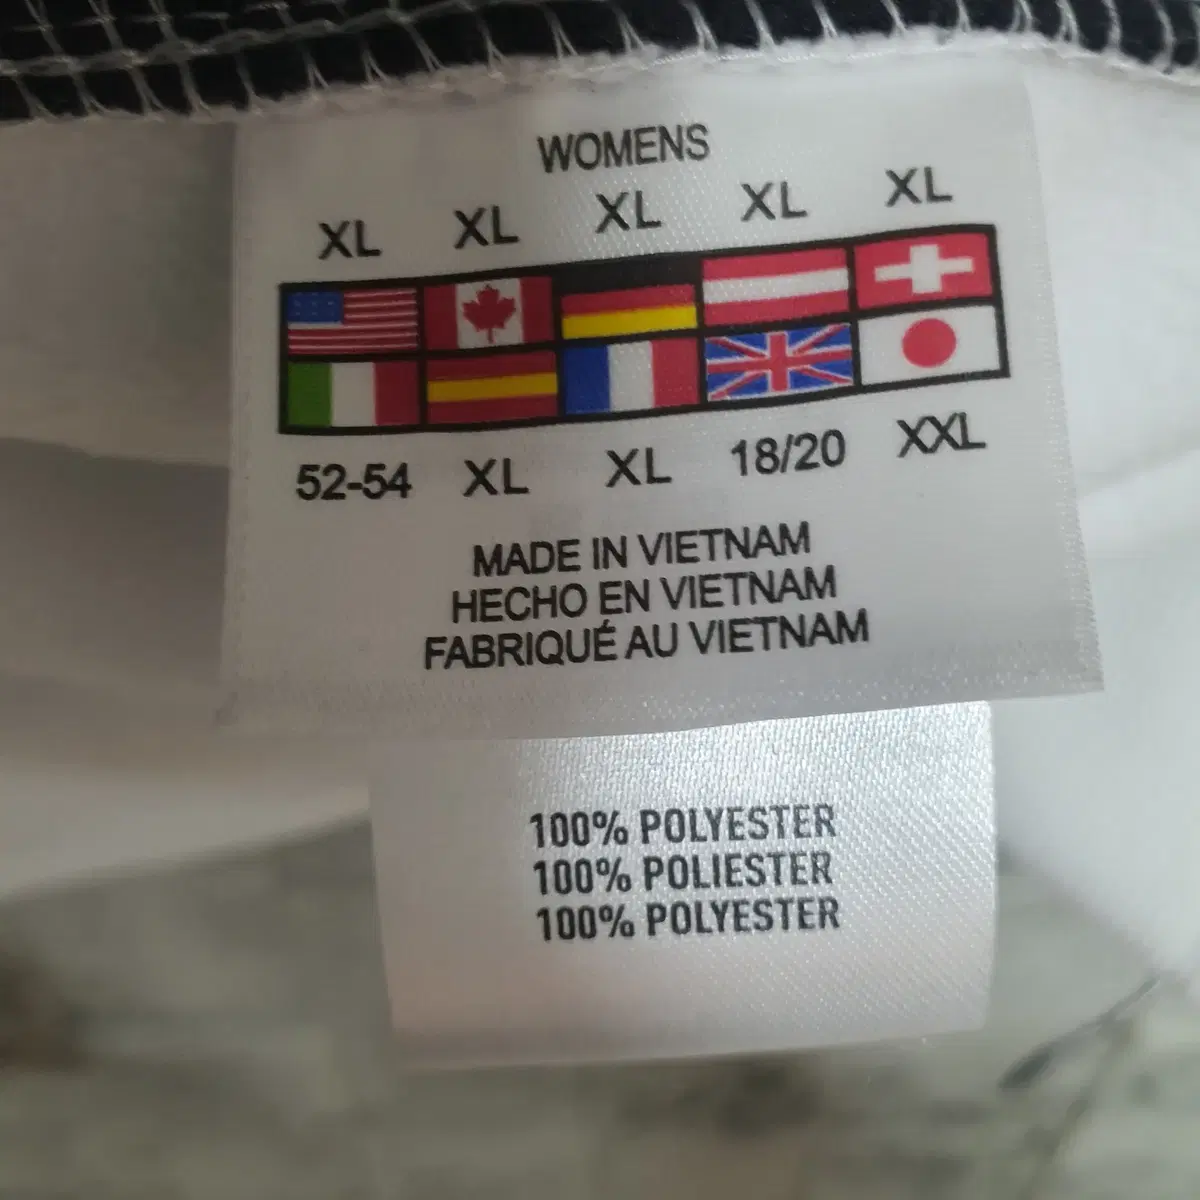 WOMENS
XL XL XL XL XL
52-54 XL XL 18/20 XXL
MADE IN VIETNAM
HECHO EN VIETNAM
FABRIQUÉ AU VIETNAM
100% POLYESTER
100% POLIESTER
100% POLYESTER